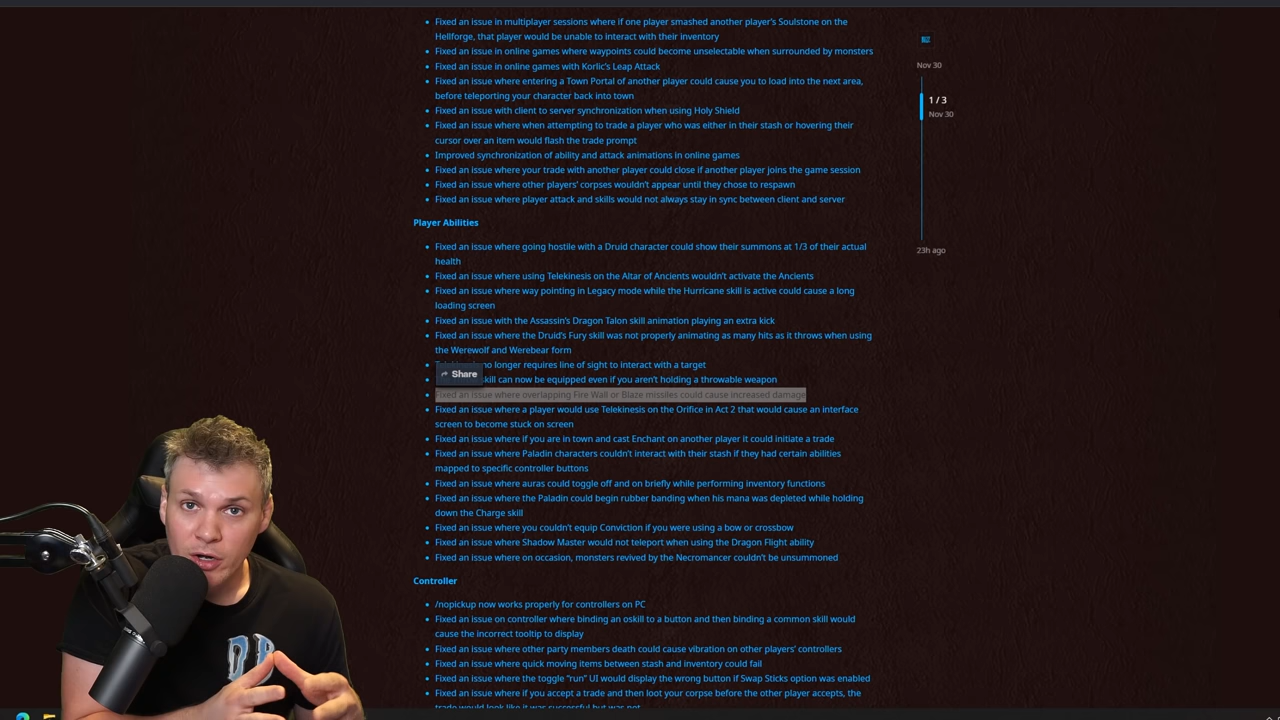 Fixed an issue in multiplayer sessions where if one player smashed another player's Soulstone on the
Hellforge, that player would be unable to interact with their inventory
Fixed an issue in online games where waypoints could become unselectable when surrounded by monsters
Fixed an issue in online games with Korlic's Leap Attack
Fixed an issue where entering a Town Portal of another player could cause you to load into the next area,
before teleporting your character back into town
Fixed an issue with client to server synchronization when using Holy Shield
Fixed an issue where when attempting to trade a player who was either in their stash or hovering their
cursor over an item would flash the trade prompt
Improved synchronization of ability and attack animations in online games
Fixed an issue where your trade with another player could close if another player joins the game session
Fixed an issue where other players' corpses wouldn't appear until they chose to respawn
Fixed an issue where player attack and skills would not always stay in sync between client and server
Player Abilities
Fixed an issue where going hostile with a Druid character could show their summons at 1/3 of their actual
health
Fixed an issue where using Telekinesis on the Altar of Ancients wouldn't activate the Ancients
Fixed an issue where way pointing in Legacy mode while the Hurricane skill is active could cause a long
loading screen
Fixed an issue with the Assassin's Dragon Talon skill animation playing an extra kick
Fixed an issue where the Druid's Fury skill was not properly animating as many hits as it throws when using
the Werewolf and Werebear form
no longer requires line of sight to interact with a target
Share
skill can now be equipped even if you aren't holding a throwable weapon
Fixed an issue where overlapping Fire Wall or Blaze missiles could cause increased damage
Fixed an issue where a player would use Telekinesis on the Orifice in Act 2 that would cause an interface
screen to become stuck on screen
Fixed an issue where if you are in town and cast Enchant on another player it could initiate a trade
Fixed an issue where Paladin characters couldn't interact with their stash if they had certain abilities
mapped to specific controller buttons
Fixed an issue where auras could toggle off and on briefly while performing inventory functions
Fixed an issue where the Paladin could begin rubber banding when his mana was depleted while holding
down the Charge skill
Fixed an issue where you couldn't equip Conviction if you were using a bow or crossbow
Fixed an issue where Shadow Master would not teleport when using the Dragon Flight ability
Fixed an issue where on occasion, monsters revived by the Necromancer couldn't be unsummoned
Controller
/nopickup now works properly for controllers on PC
Fixed an issue on controller where binding an oskill to a button and then binding a common skill would
cause the incorrect tooltip to display
Fixed an issue where other party members death could cause vibration on other players' controllers
Fixed an issue where quick moving items between stash and inventory could fail
Fixed an issue where the toggle "run" UI would display the wrong button if Swap Sticks option was enabled
Fixed an issue where if you accept a trade and then loot your corpse before the other player accepts, the
trade would look like it was successful but was not
Nov 30
1 / 3
Nov 30
23h ago